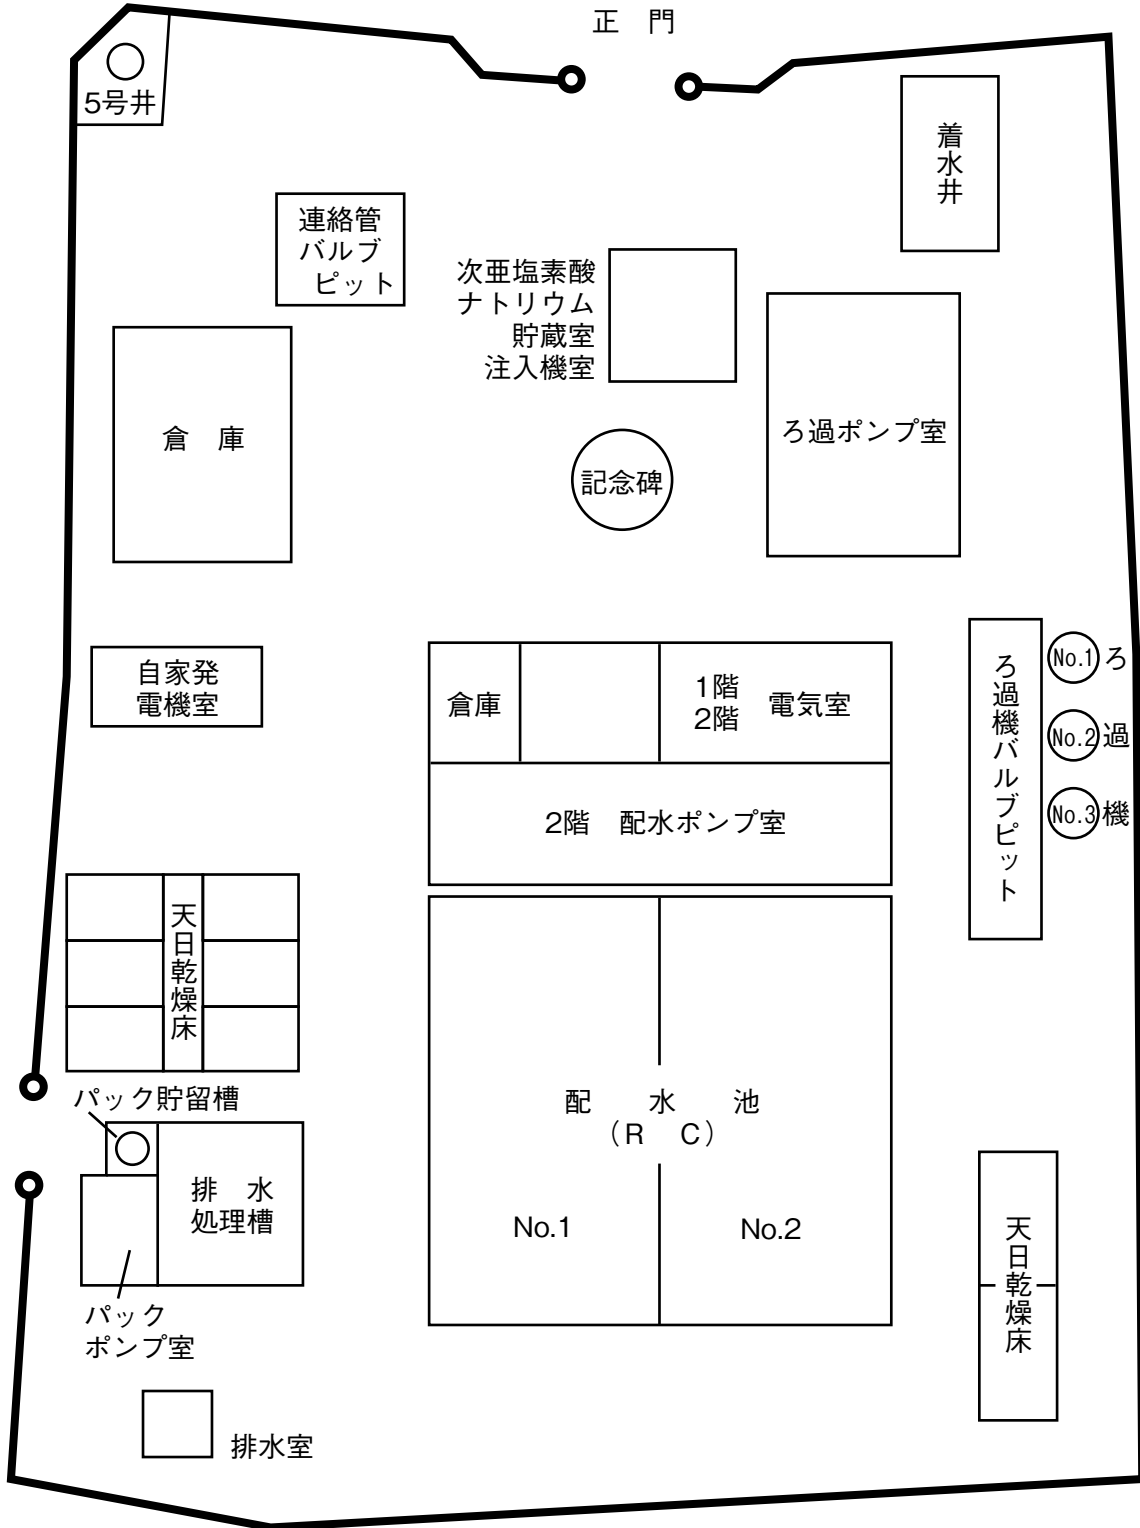 正　門
5号井
着水井
連絡管
バルブ
ピット
次亜塩素酸
ナトリウム
貯蔵室
注入機室
倉　庫
ろ過ポンプ室
記念碑
自家発
電機室
倉庫
1階
2階
電気室
2階　配水ポンプ室
ろ過機バルブピット
No.1
No.2
No.3
ろ過機
天日乾燥床
パック貯留槽
排　水
処理槽
パック
ポンプ室
配　水　池
（R　C）
No.1
No.2
天日乾燥床
排水室